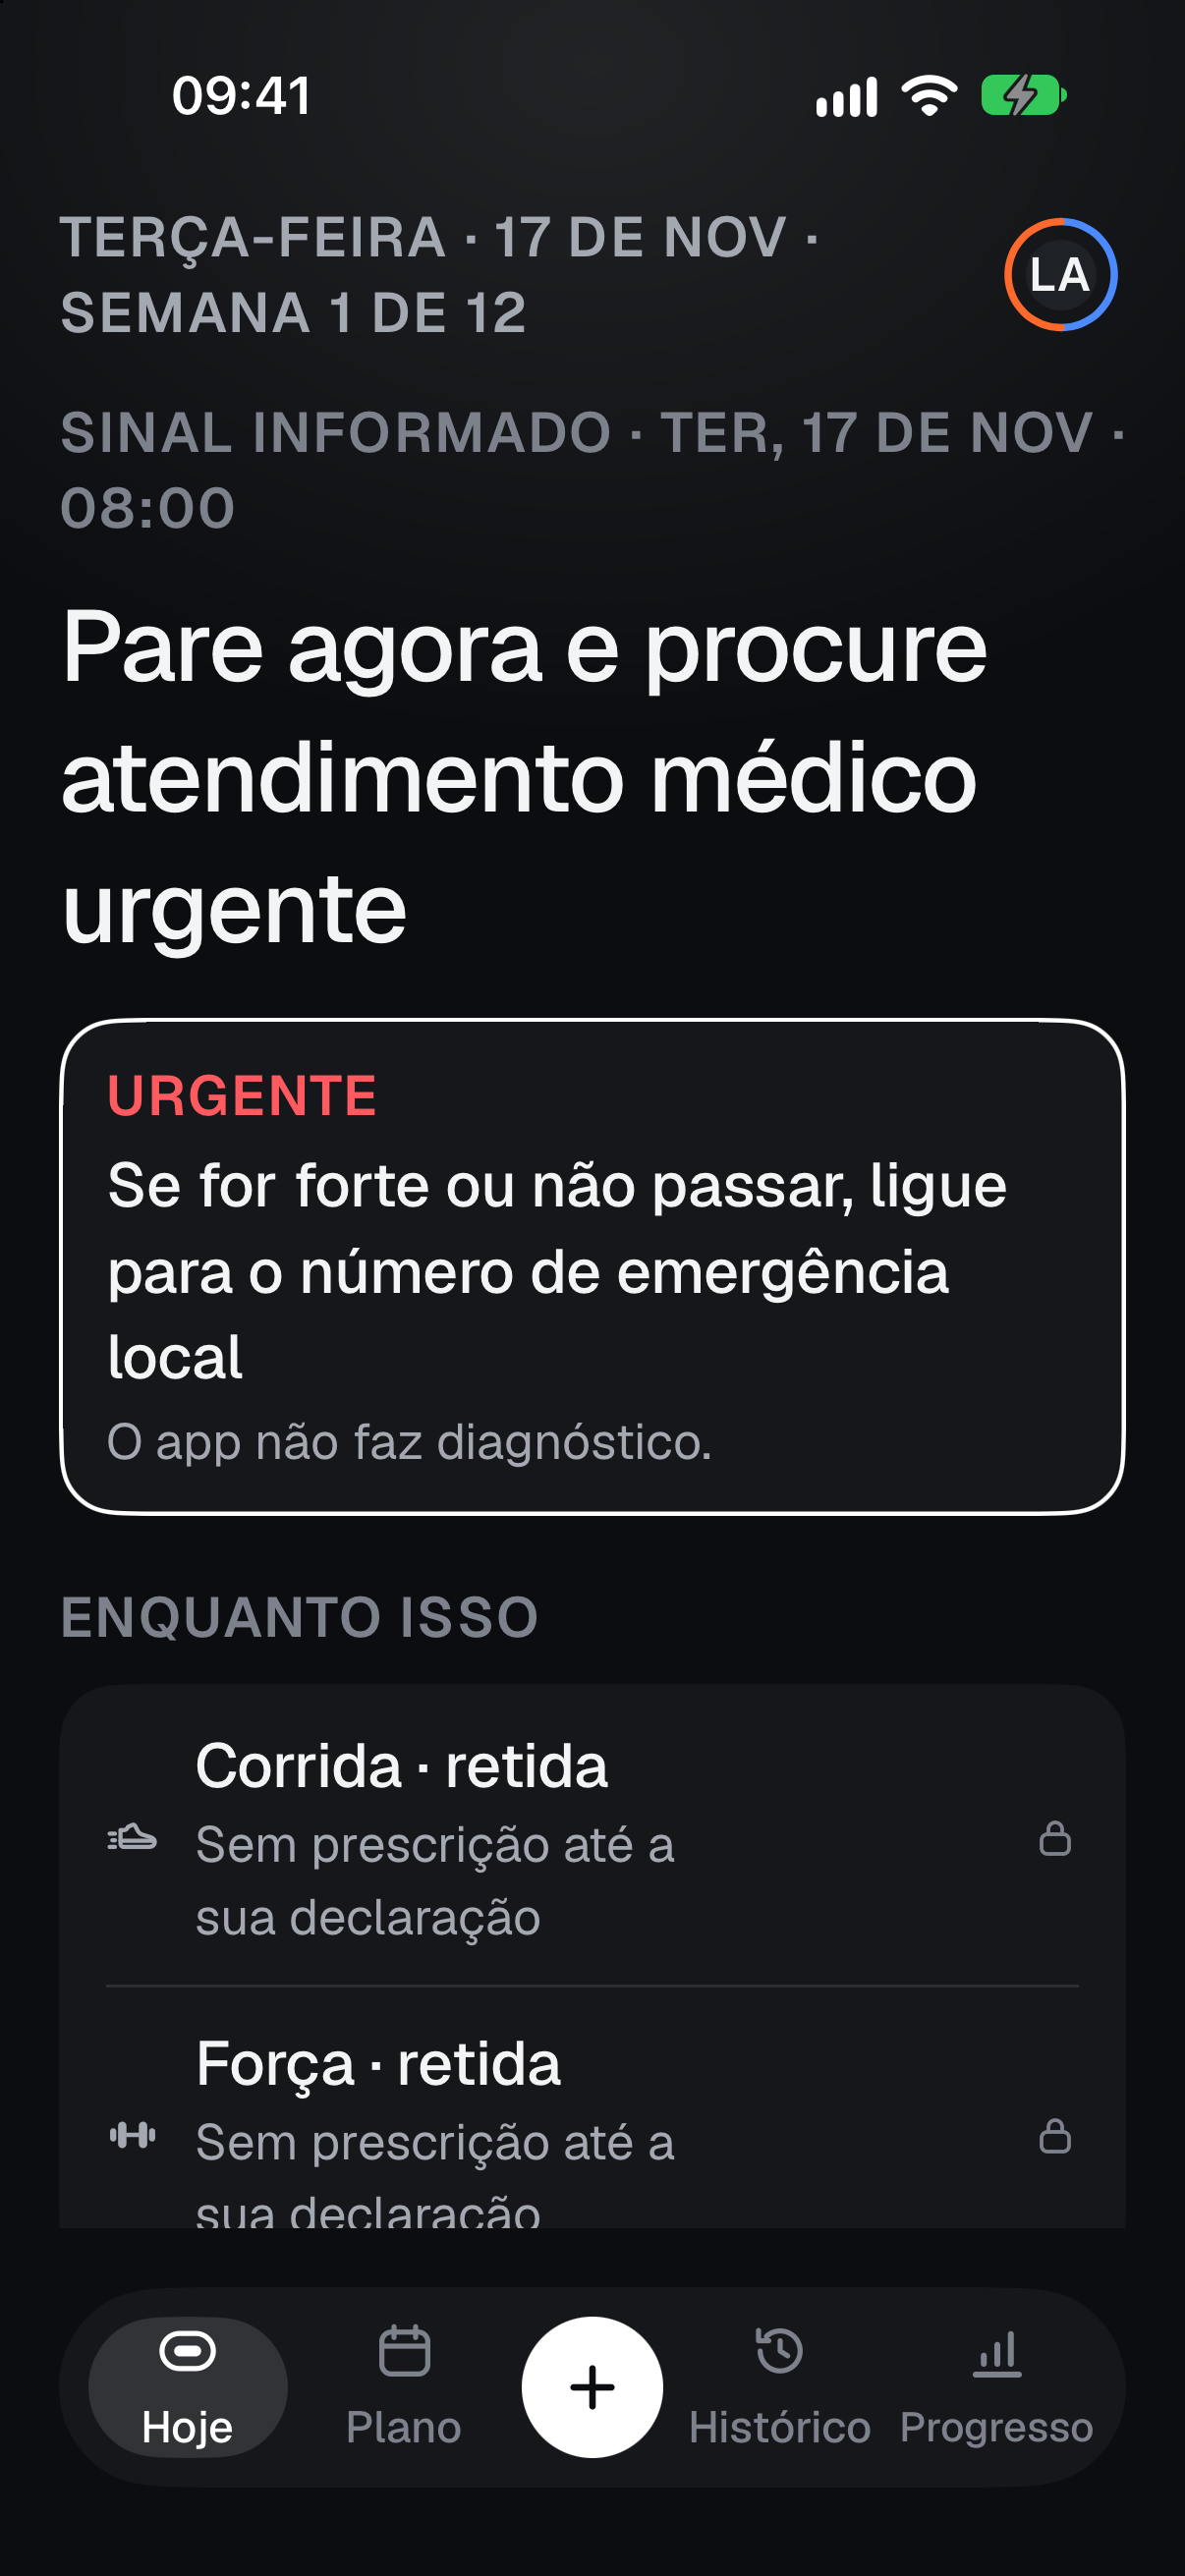 09:41
TERÇA-FEIRA · 17 DE NOV ·
SEMANA 1 DE 12
LA
SINAL INFORMADO · TER, 17 DE NOV ·
08:00
Pare agora e procure
atendimento médico
urgente
URGENTE
Se for forte ou não passar, ligue
para o número de emergência
local
O app não faz diagnóstico.
ENQUANTO ISSO
Corrida · retida
Sem prescrição até a
sua declaração
Força · retida
Sem prescrição até a
sua declaração
Hoje
Plano
Histórico
Progresso